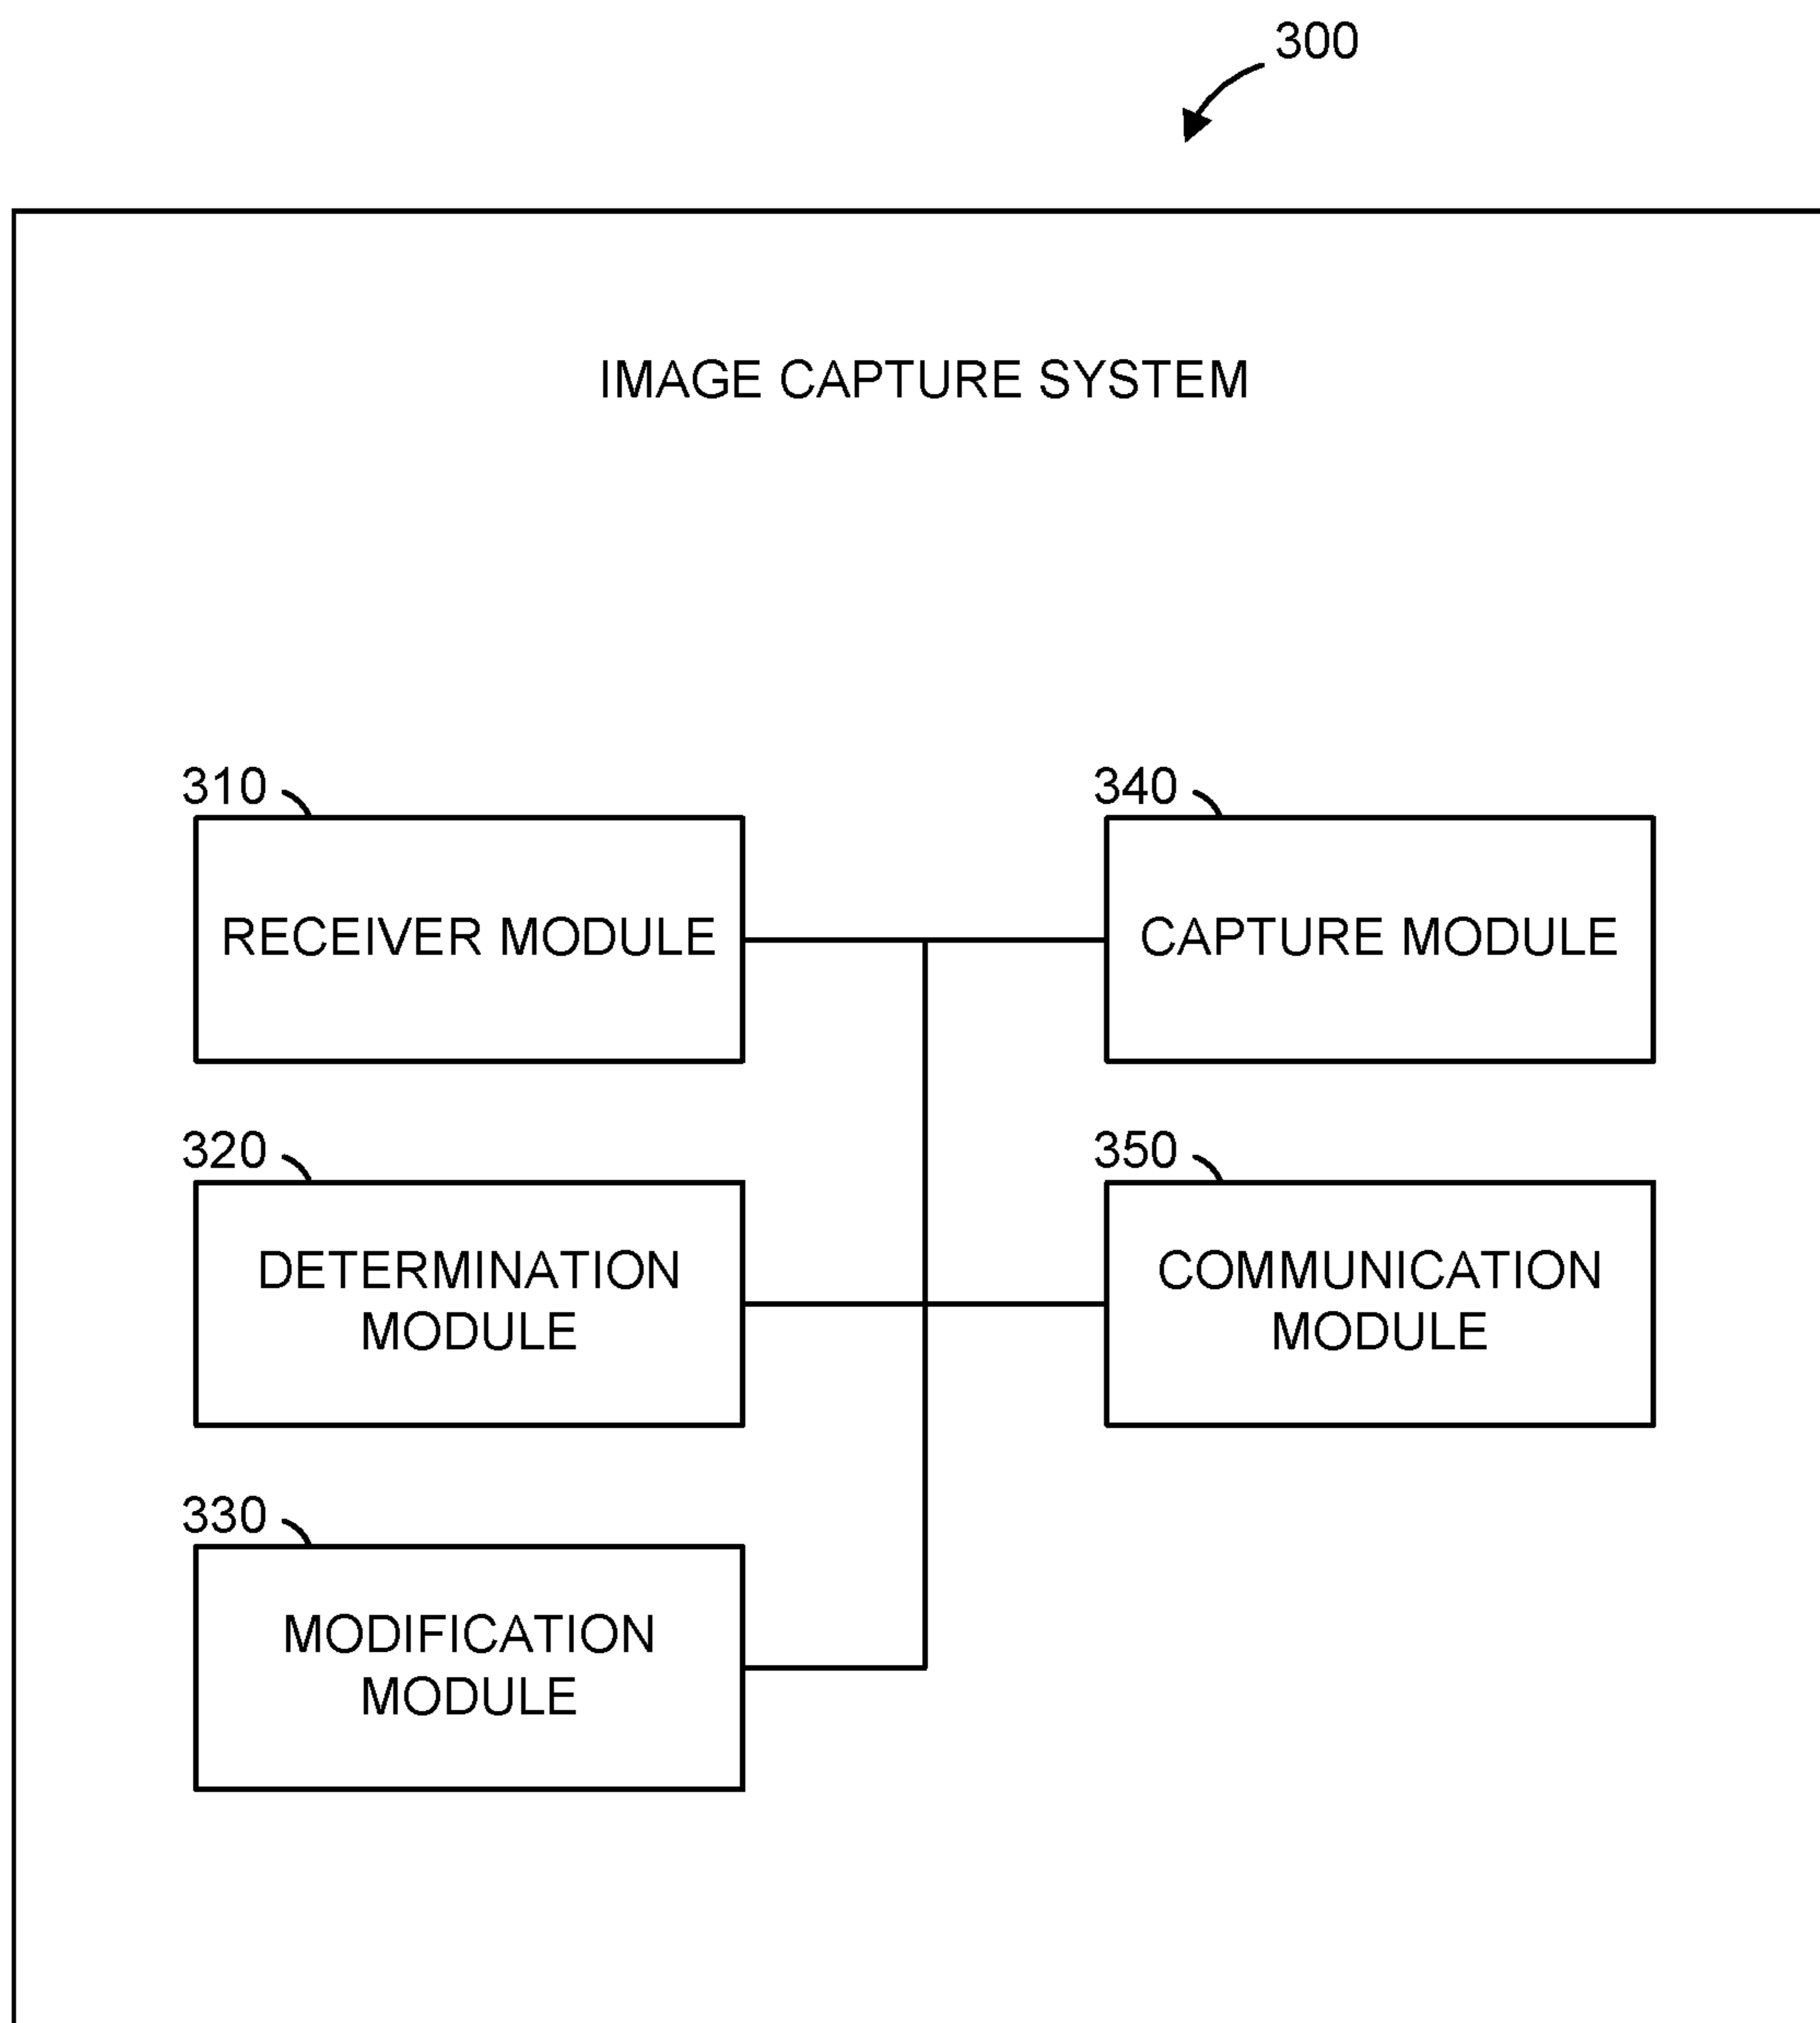 300
IMAGE CAPTURE SYSTEM
310
RECEIVER MODULE
340
CAPTURE MODULE
320
DETERMINATION
MODULE
350
COMMUNICATION
MODULE
330
MODIFICATION
MODULE